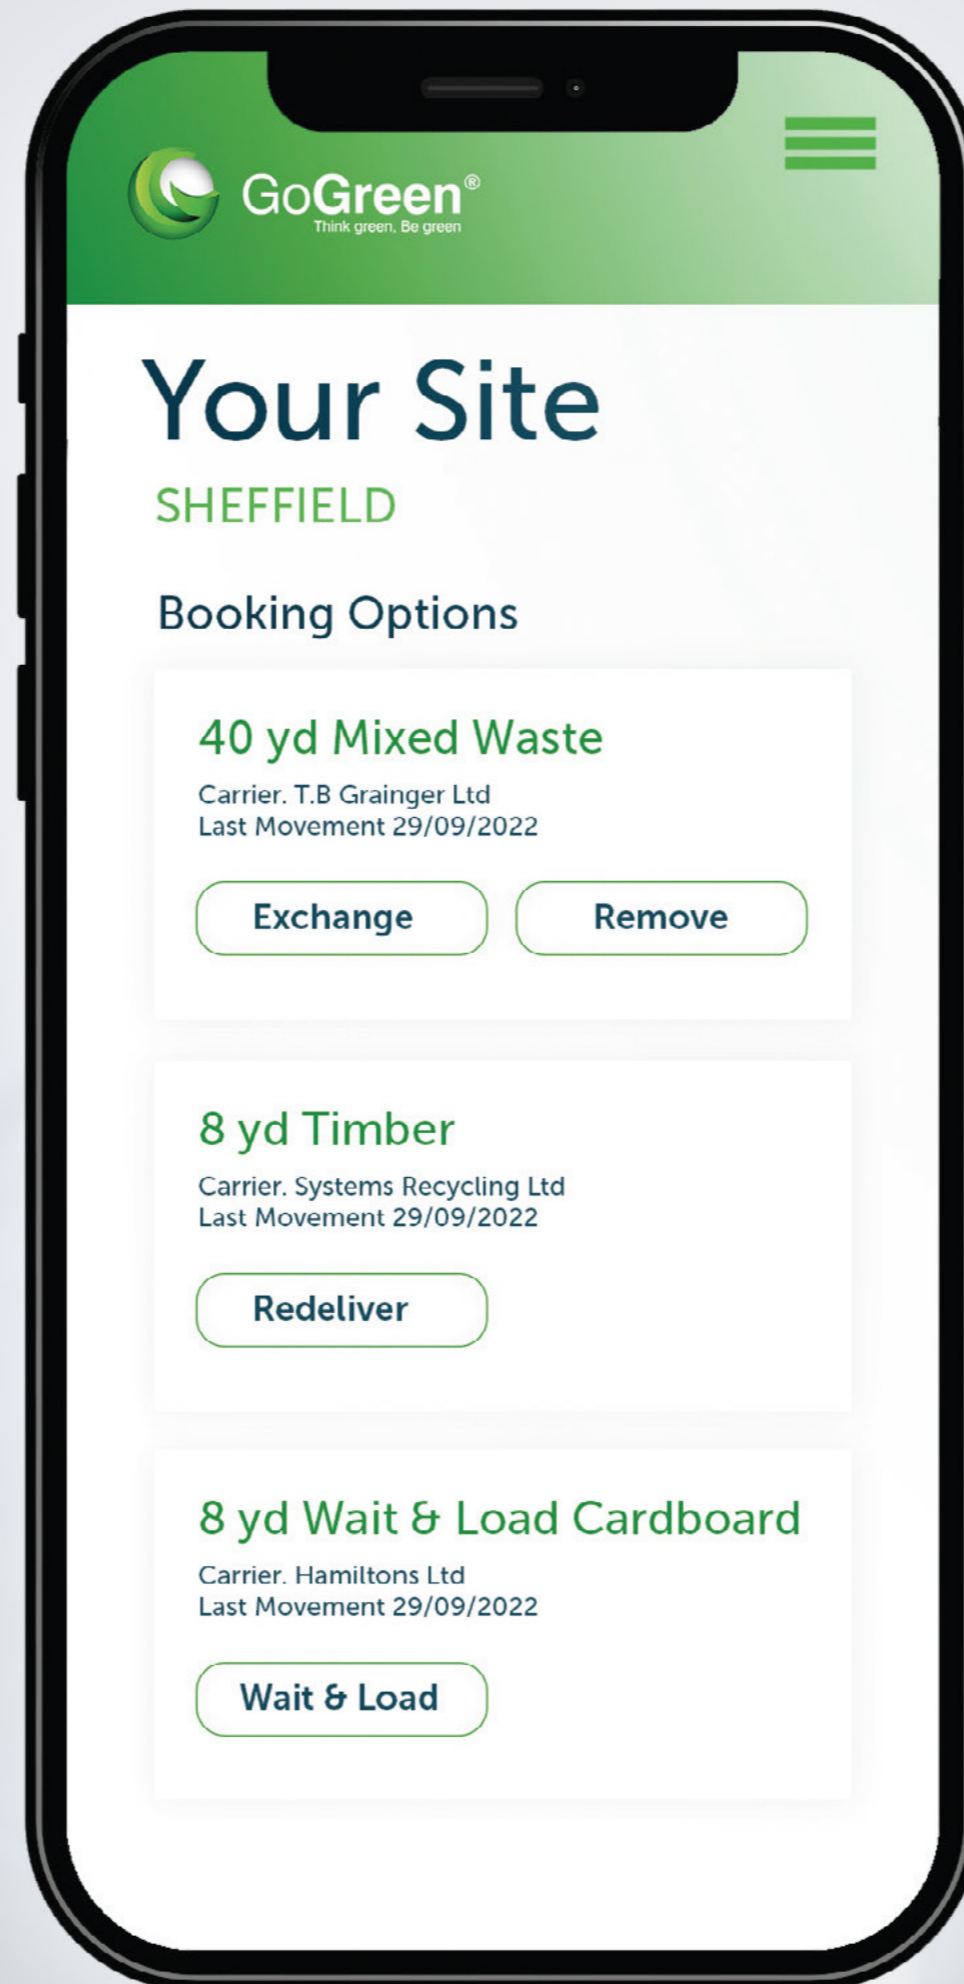 GoGreen®
Think green, Be green
Your Site
SHEFFIELD
Booking Options
40 yd Mixed Waste
Carrier. T.B Grainger Ltd
Last Movement 29/09/2022
Exchange
Remove
8 yd Timber
Carrier. Systems Recycling Ltd
Last Movement 29/09/2022
Redeliver
8 yd Wait & Load Cardboard
Carrier. Hamiltons Ltd
Last Movement 29/09/2022
Wait & Load